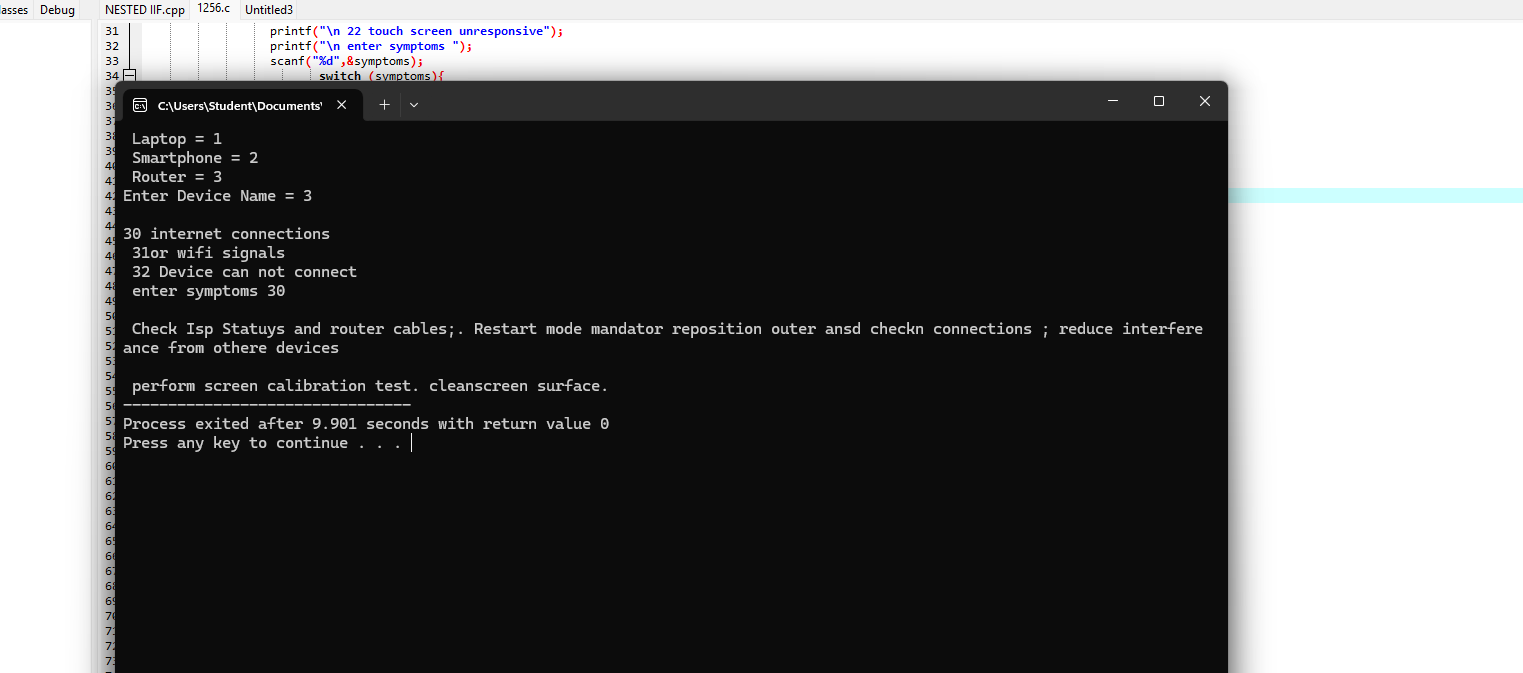 lasses Debug NESTED IIF.cpp 1256.c Untitled3
31 printf("\n 22 touch screen unresponsive");
32 printf("\n enter symptoms ");
33 scanf("%d",&symptoms);
34 switch (symptoms){
C:\Users\Student\Documents\
Laptop = 1
Smartphone = 2
Router = 3
Enter Device Name = 3
30 internet connections
31or wifi signals
32 Device can not connect
enter symptoms 30
Check Isp Statuys and router cables;. Restart mode mandator reposition outer ansd checkn connections ; reduce interfere
ance from othere devices
perform screen calibration test. cleanscreen surface.
--------------------------------
Process exited after 9.901 seconds with return value 0
Press any key to continue . . .